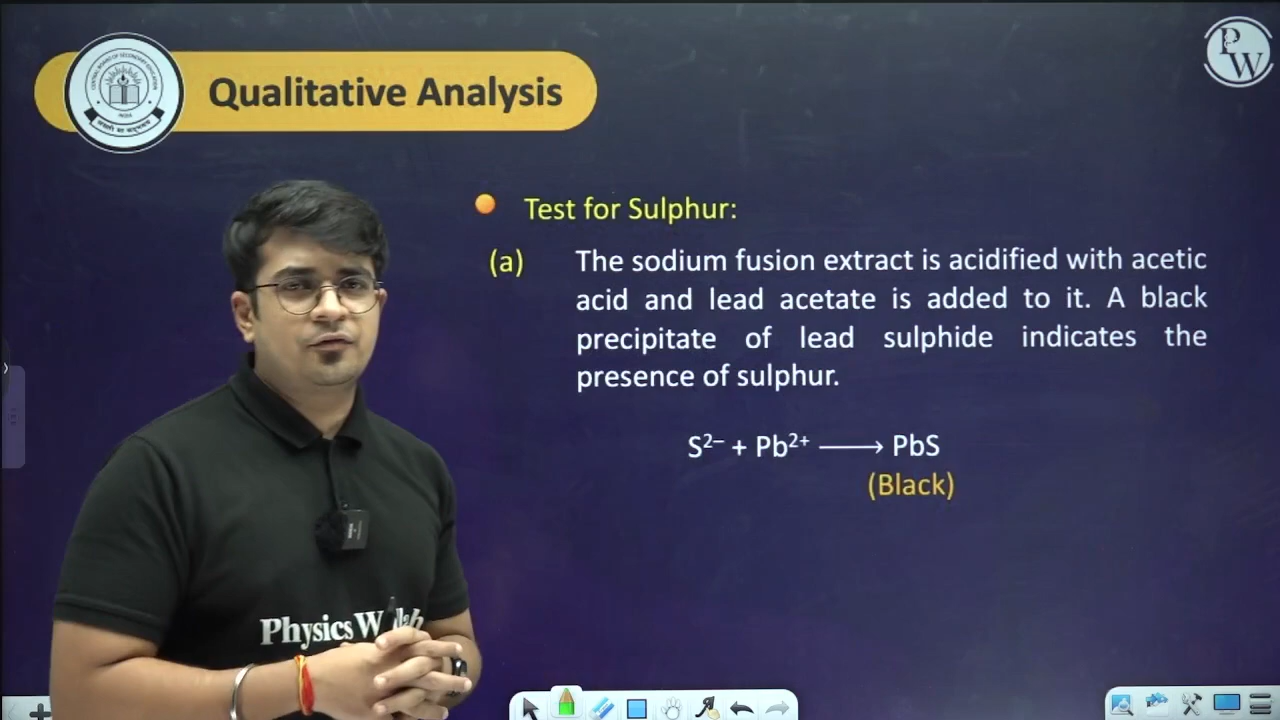 Qualitative Analysis
PW
Test for Sulphur:
(a) The sodium fusion extract is acidified with acetic
acid and lead acetate is added to it. A black
precipitate of lead sulphide indicates the
presence of sulphur.
S²⁻ + Pb²⁺ ⟶ PbS
(Black)
Physics W